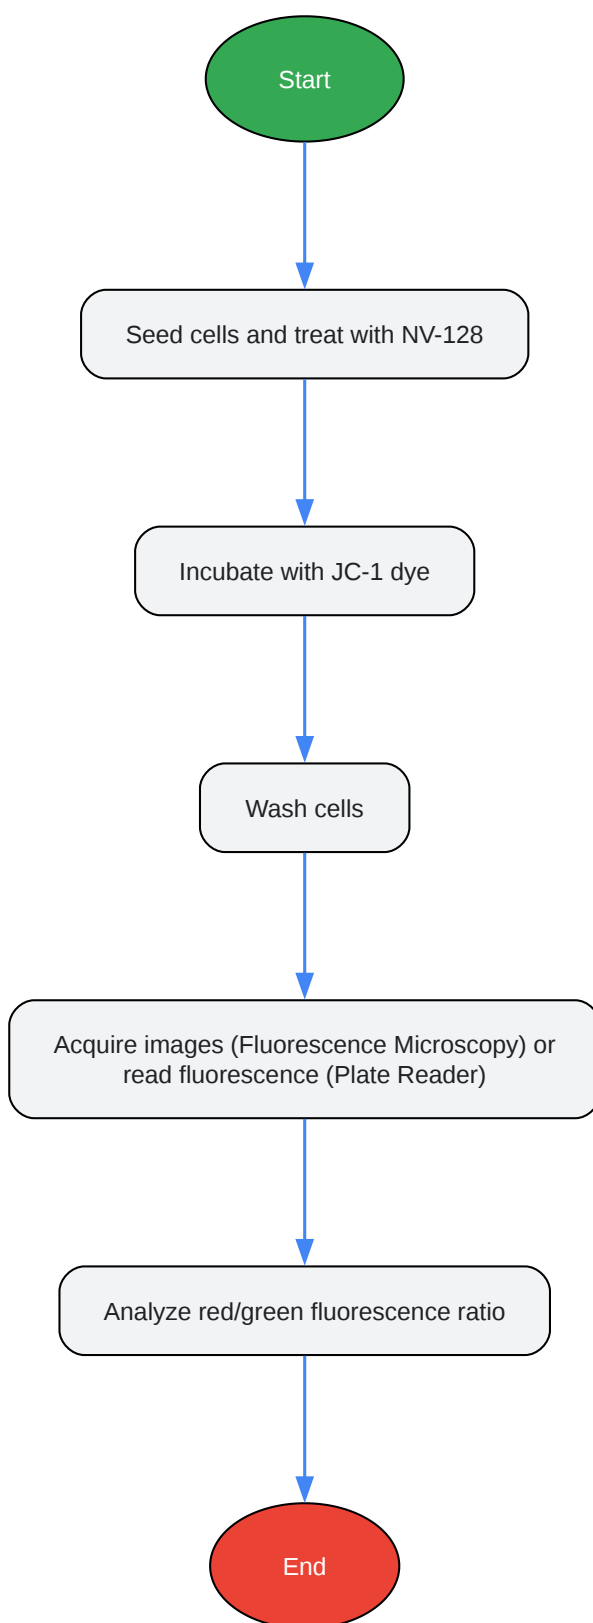 Start
Seed cells and treat with NV-128
Incubate with JC-1 dye
Wash cells
Acquire images (Fluorescence Microscopy) or
read fluorescence (Plate Reader)
Analyze red/green fluorescence ratio
End